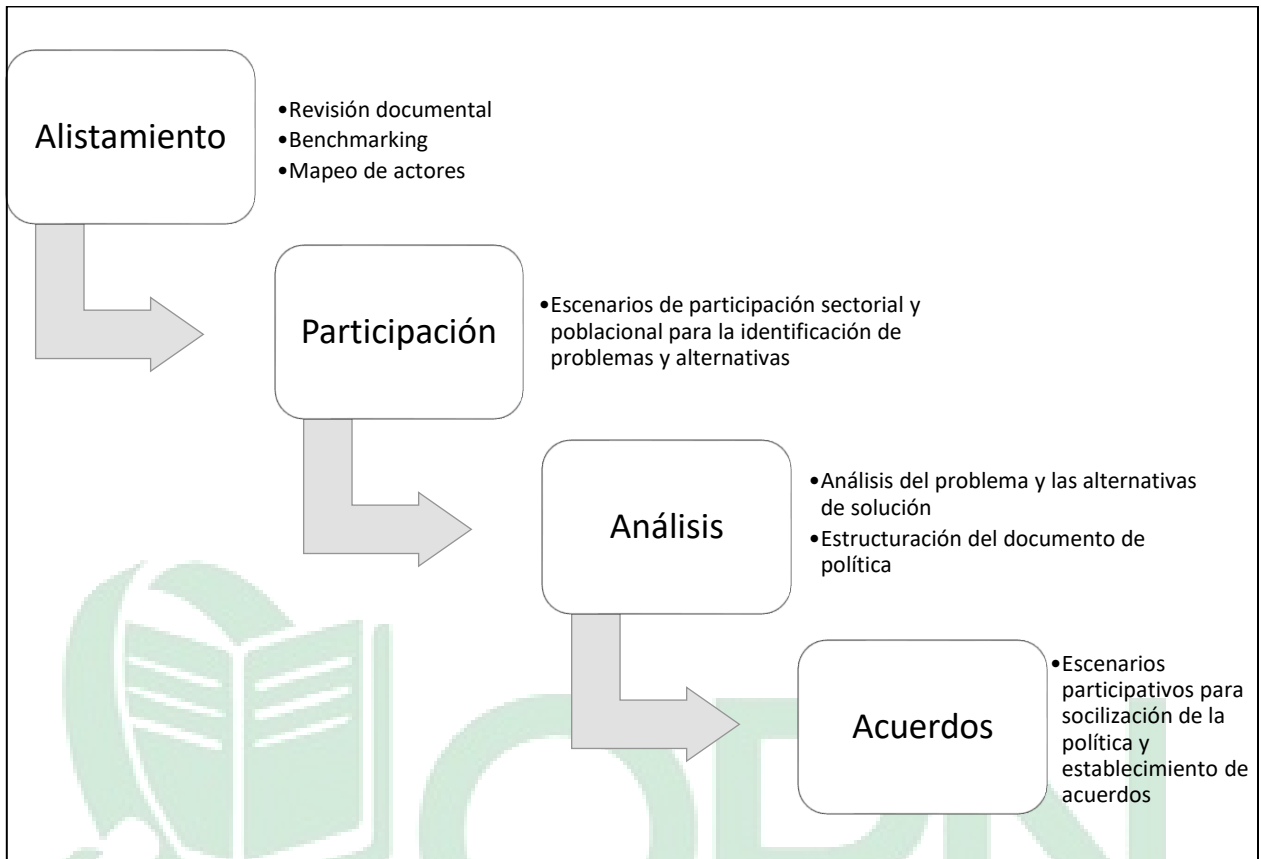 Alistamiento
•Revisión documental
•Benchmarking
•Mapeo de actores
Participación
•Escenarios de participación sectorial y
poblacional para la identificación de
problemas y alternativas
Análisis
•Análisis del problema y las alternativas
de solución
•Estructuración del documento de
política
Acuerdos
•Escenarios
participativos para
socilización de la
política y
establecimiento de
acuerdos